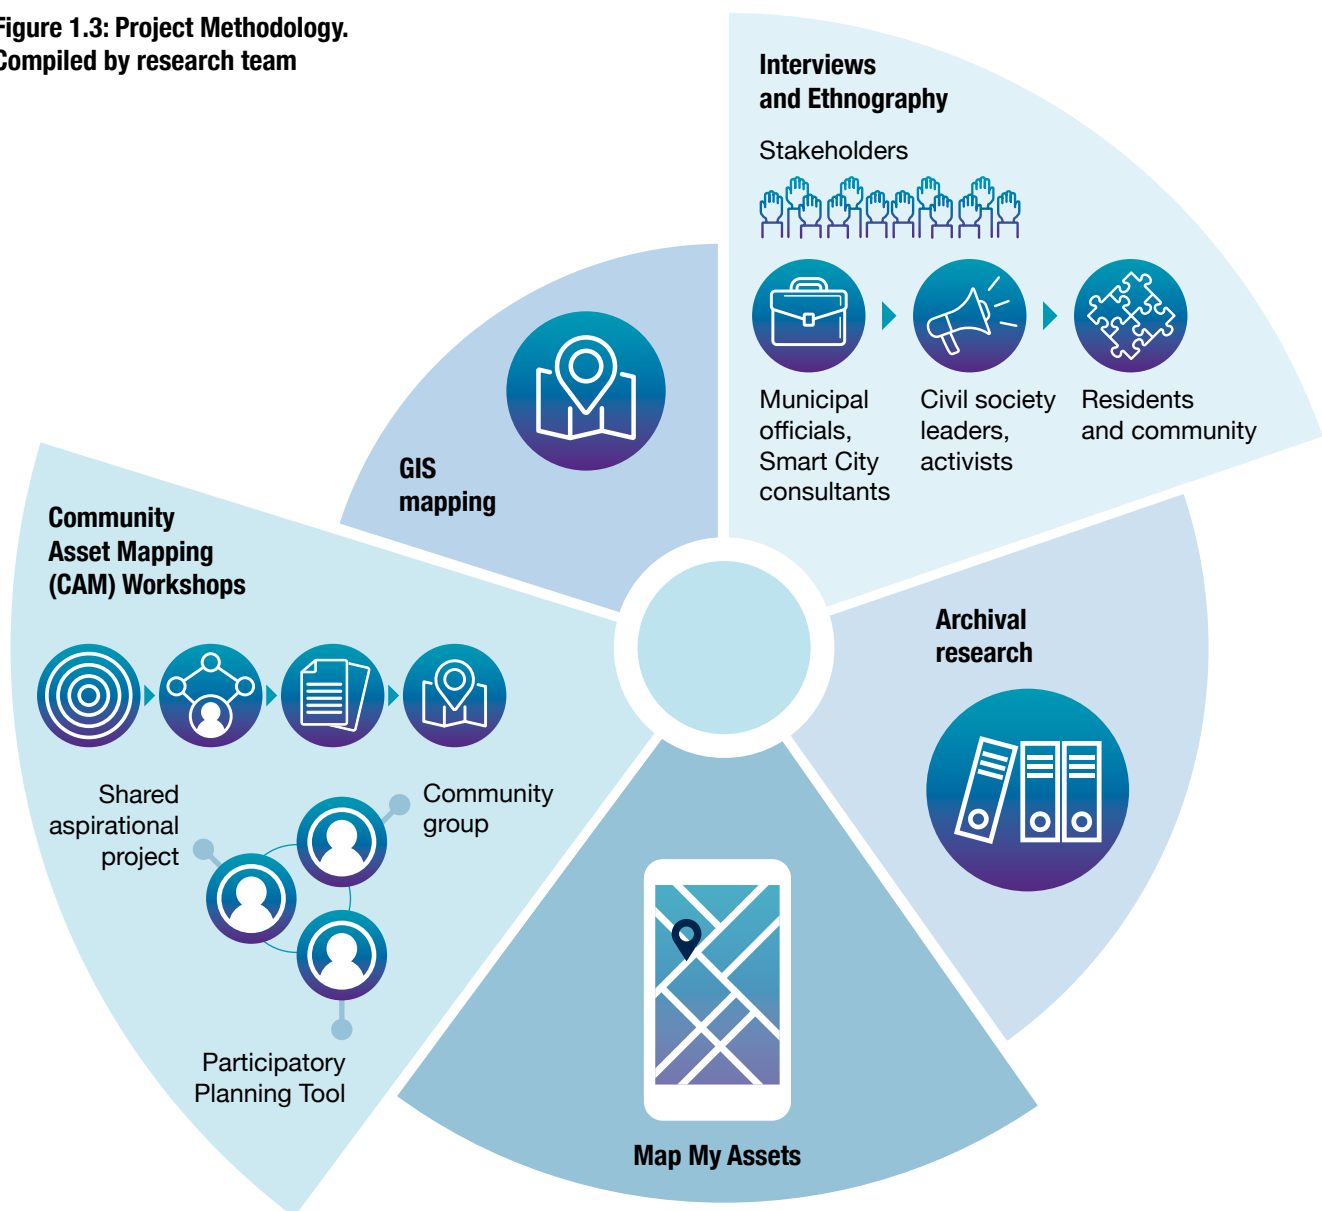 Figure 1.3: Project Methodology.
Compiled by research team
Interviews
and Ethnography
Stakeholders
Municipal
officials,
Smart City
consultants
Civil society
leaders,
activists
Residents
and community
GIS
mapping
Community
Asset Mapping
(CAM) Workshops
Shared
aspirational
project
Community
group
Participatory
Planning Tool
Archival
research
Map My Assets